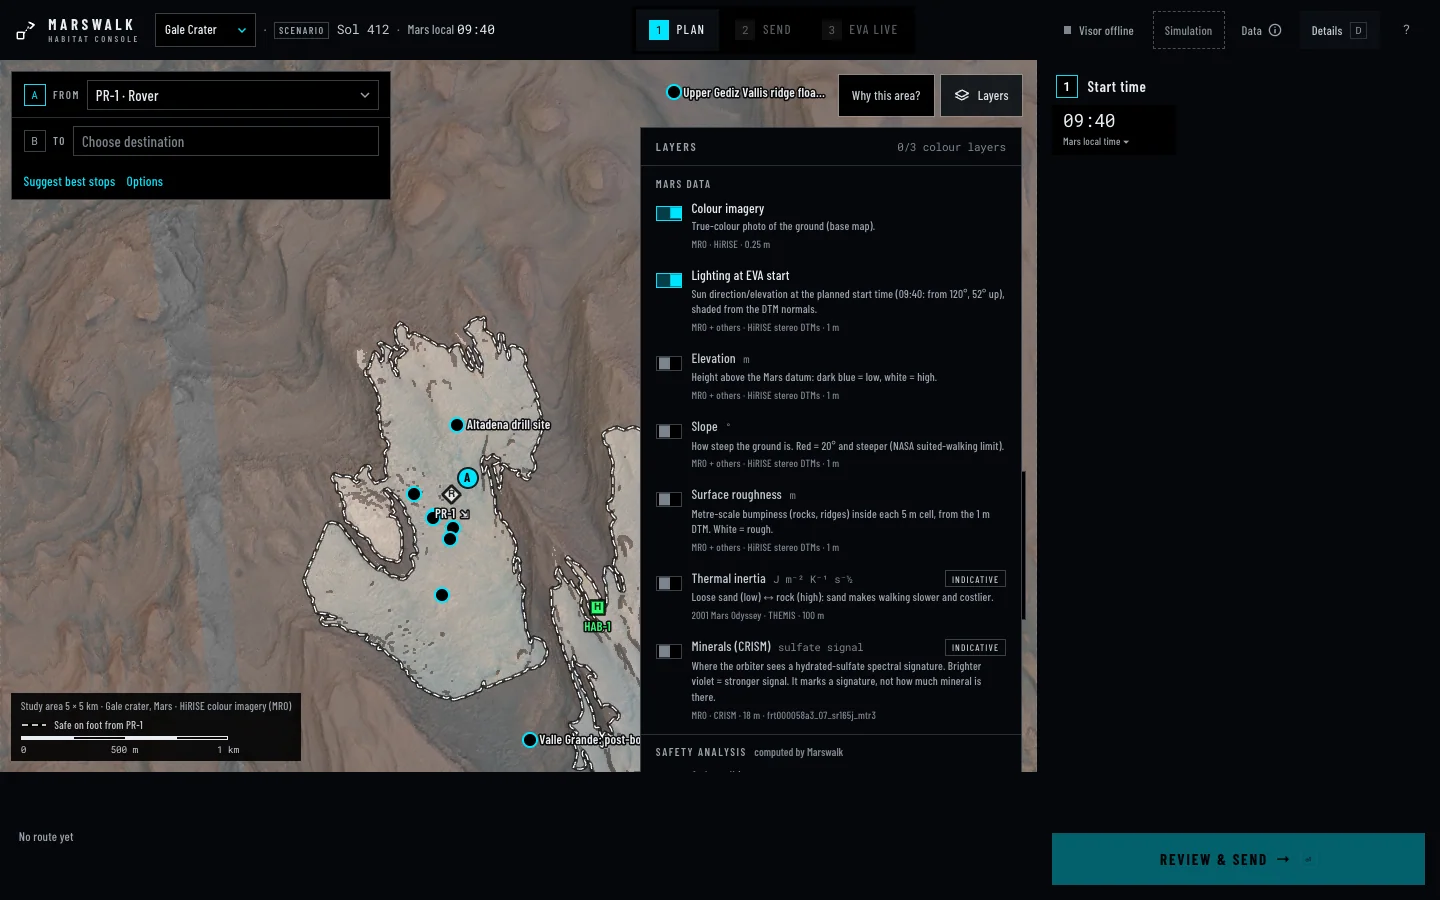 MARSWALK
HABITAT CONSOLE
Gale Crater
· SCENARIO Sol 412 · Mars local 09:40
1 PLAN
2 SEND
3 EVA LIVE
Visor offline
Simulation
Data
Details D
?
A FROM PR-1 · Rover
B TO Choose destination
Suggest best stops Options
Upper Gediz Vallis ridge floa...
Why this area?
Layers
1 Start time
09:40
Mars local time
LAYERS 0/3 colour layers
MARS DATA
Colour imagery
True-colour photo of the ground (base map).
MRO · HiRISE · 0.25 m
Lighting at EVA start
Sun direction/elevation at the planned start time (09:40: from 120°, 52° up),
shaded from the DTM normals.
MRO + others · HiRISE stereo DTMs · 1 m
Elevation m
Height above the Mars datum: dark blue = low, white = high.
MRO + others · HiRISE stereo DTMs · 1 m
Slope °
How steep the ground is. Red = 20° and steeper (NASA suited-walking limit).
MRO + others · HiRISE stereo DTMs · 1 m
Surface roughness m
Metre-scale bumpiness (rocks, ridges) inside each 5 m cell, from the 1 m
DTM. White = rough.
MRO + others · HiRISE stereo DTMs · 1 m
Thermal inertia J m⁻² K⁻¹ s⁻½ INDICATIVE
Loose sand (low) ↔ rock (high): sand makes walking slower and costlier.
2001 Mars Odyssey · THEMIS · 100 m
Minerals (CRISM) sulfate signal INDICATIVE
Where the orbiter sees a hydrated-sulfate spectral signature. Brighter
violet = stronger signal. It marks a signature, not how much mineral is
there.
MRO · CRISM · 18 m · frt000058a3_07_sr165j_mtr3
SAFETY ANALYSIS computed by Marswalk
Altadena drill site
A
PR-1
H
HAB-1
Valle Grande: post-bo
Study area 5 × 5 km · Gale crater, Mars · HiRISE colour imagery (MRO)
Safe on foot from PR-1
0 500 m 1 km
No route yet
REVIEW & SEND →